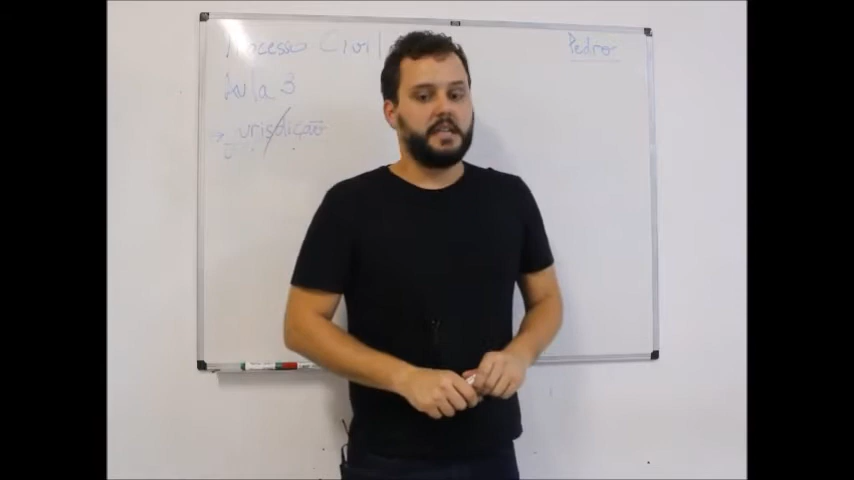 Processo Civil
Pedro
Aula 3
→ Jurisdição